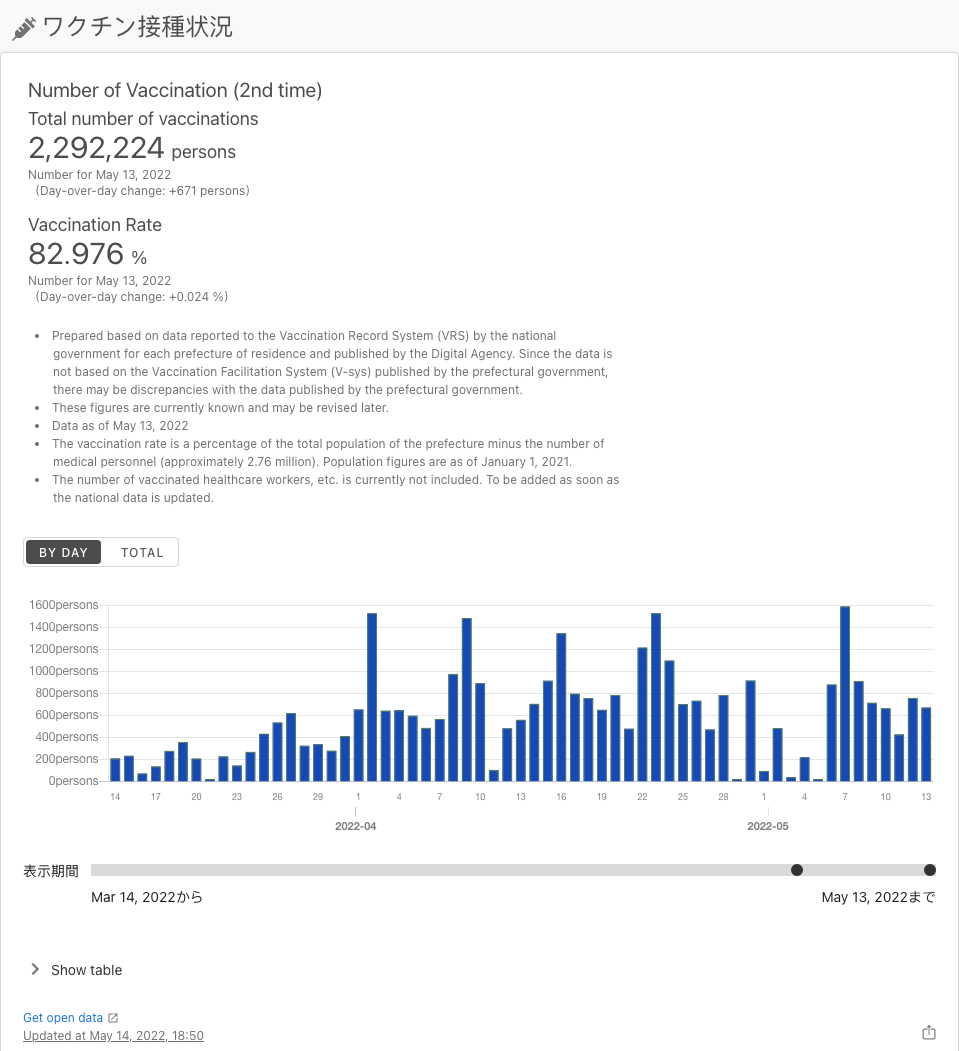 ワクチン接種状況
Number of Vaccination (2nd time)
Total number of vaccinations
2,292,224 persons
Number for May 13, 2022
(Day-over-day change: +671 persons)
Vaccination Rate
82.976 %
Number for May 13, 2022
(Day-over-day change: +0.024 %)
• Prepared based on data reported to the Vaccination Record System (VRS) by the national
government for each prefecture of residence and published by the Digital Agency. Since the data is
not based on the Vaccination Facilitation System (V-sys) published by the prefectural government,
there may be discrepancies with the data published by the prefectural government.
• These figures are currently known and may be revised later.
• Data as of May 13, 2022
• The vaccination rate is a percentage of the total population of the prefecture minus the number of
medical personnel (approximately 2.76 million). Population figures are as of January 1, 2021.
• The number of vaccinated healthcare workers, etc. is currently not included. To be added as soon as
the national data is updated.
BY DAY TOTAL
1600persons
1400persons
1200persons
1000persons
800persons
600persons
400persons
200persons
0persons
14 17 20 23 26 29 1 4 7 10 13 16 19 22 25 28 1 4 7 10 13
2022-04 2022-05
表示期間
Mar 14, 2022から May 13, 2022まで
Show table
Get open data
Updated at May 14, 2022, 18:50